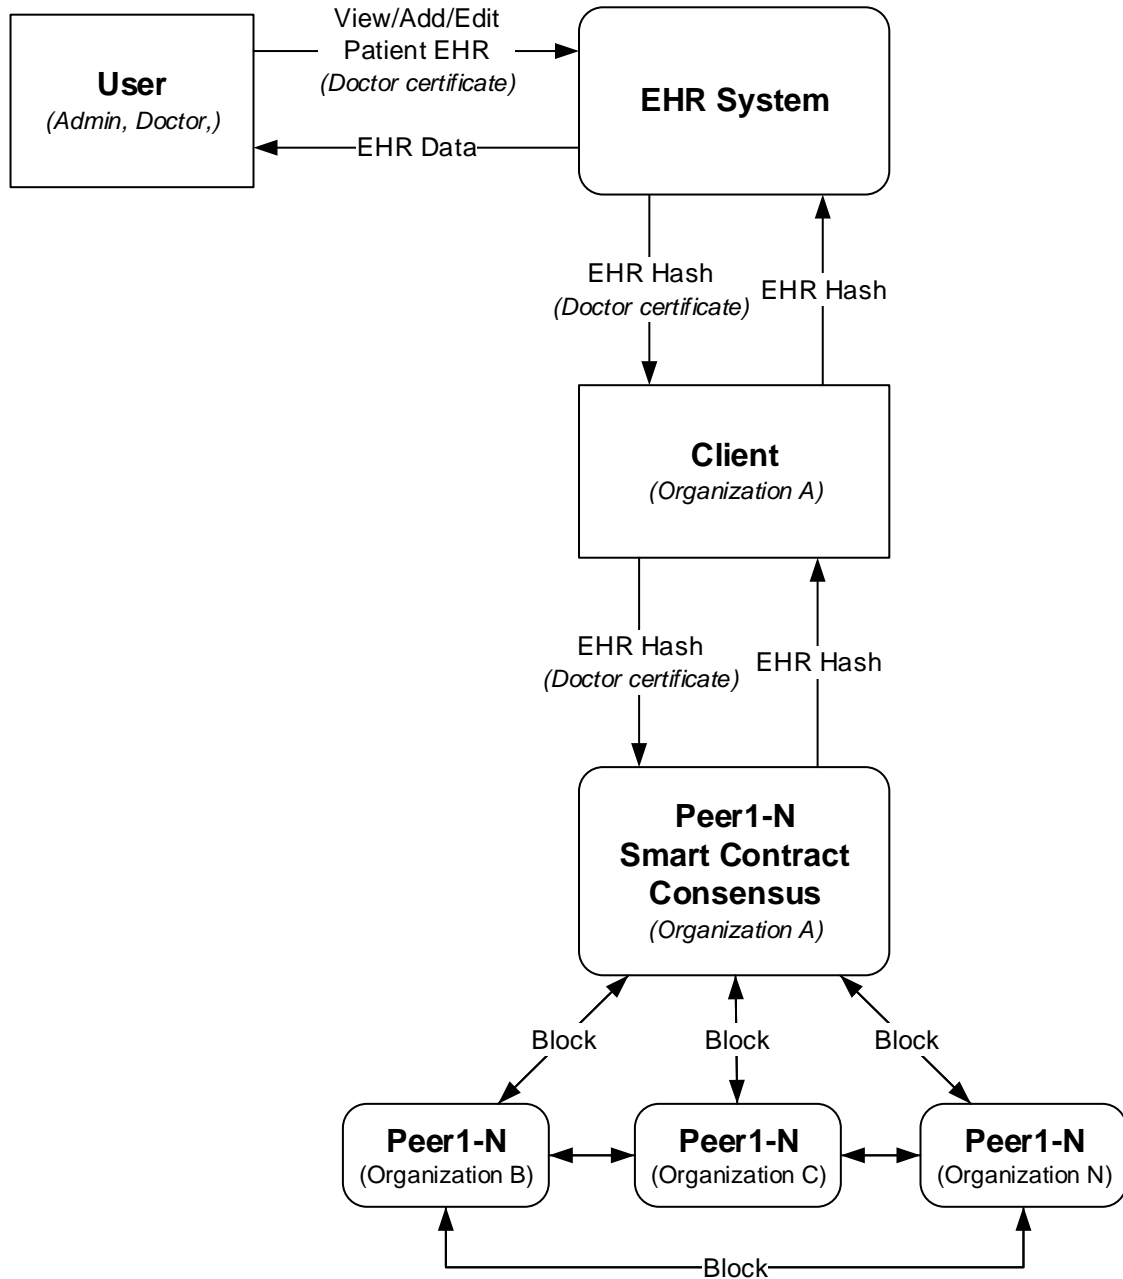 View/Add/Edit
Patient EHR
(Doctor certificate)
User
(Admin, Doctor,)
EHR System
EHR Data
EHR Hash
(Doctor certificate)
EHR Hash
Client
(Organization A)
EHR Hash
(Doctor certificate)
EHR Hash
Peer1-N
Smart Contract
Consensus
(Organization A)
Block
Block
Block
Peer1-N
(Organization B)
Peer1-N
(Organization C)
Peer1-N
(Organization N)
Block